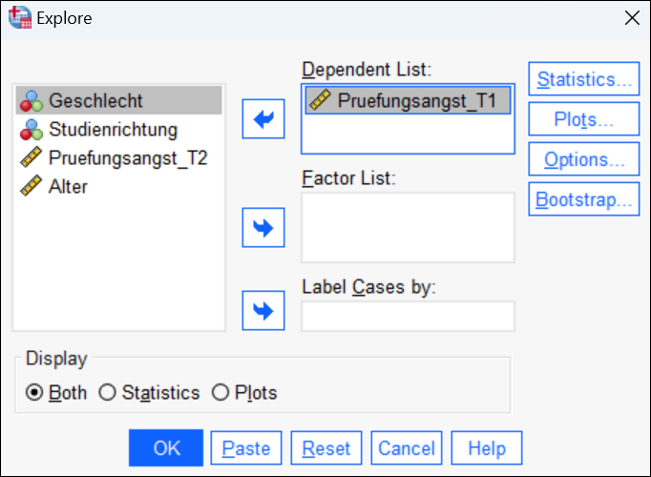 Explore
Dependent List:
Geschlecht
Studienrichtung
Pruefungsangst_T2
Alter
Pruefungsangst_T1
Statistics...
Plots...
Options...
Bootstrap...
Factor List:
Label Cases by:
Display
Both Statistics Plots
OK Paste Reset Cancel Help